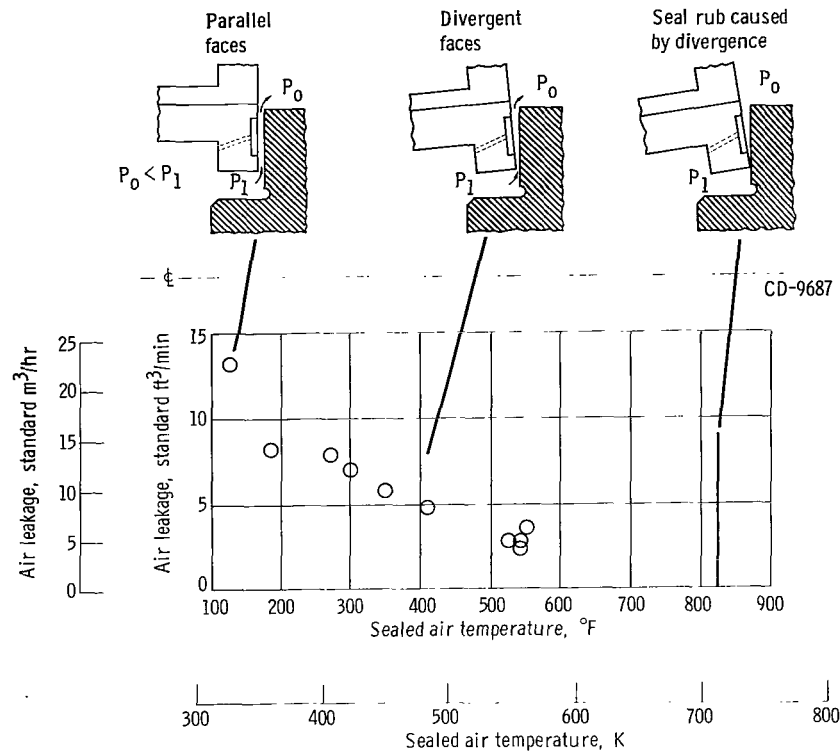 Parallel
faces
Divergent
faces
Seal rub caused
by divergence
P0
P0
P0
P1
P1
P1
P0 < P1
℄
CD-9687
Air leakage, standard m³/hr
25
20
15
10
5
0
Air leakage, standard ft³/min
15
10
5
0
100 200 300 400 500 600 700 800 900
Sealed air temperature, °F
300 400 500 600 700 800
Sealed air temperature, K